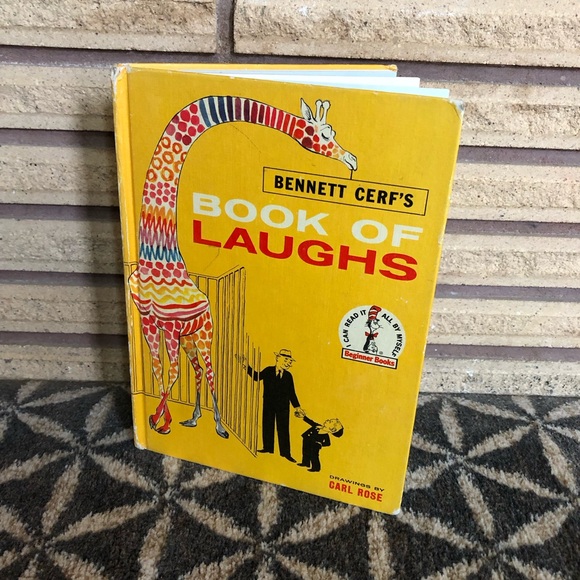 BENNETT CERF'S
BOOK OF
LAUGHS
I CAN READ IT ALL BY MYSELF
Beginner Books
DRAWINGS BY
CARL ROSE